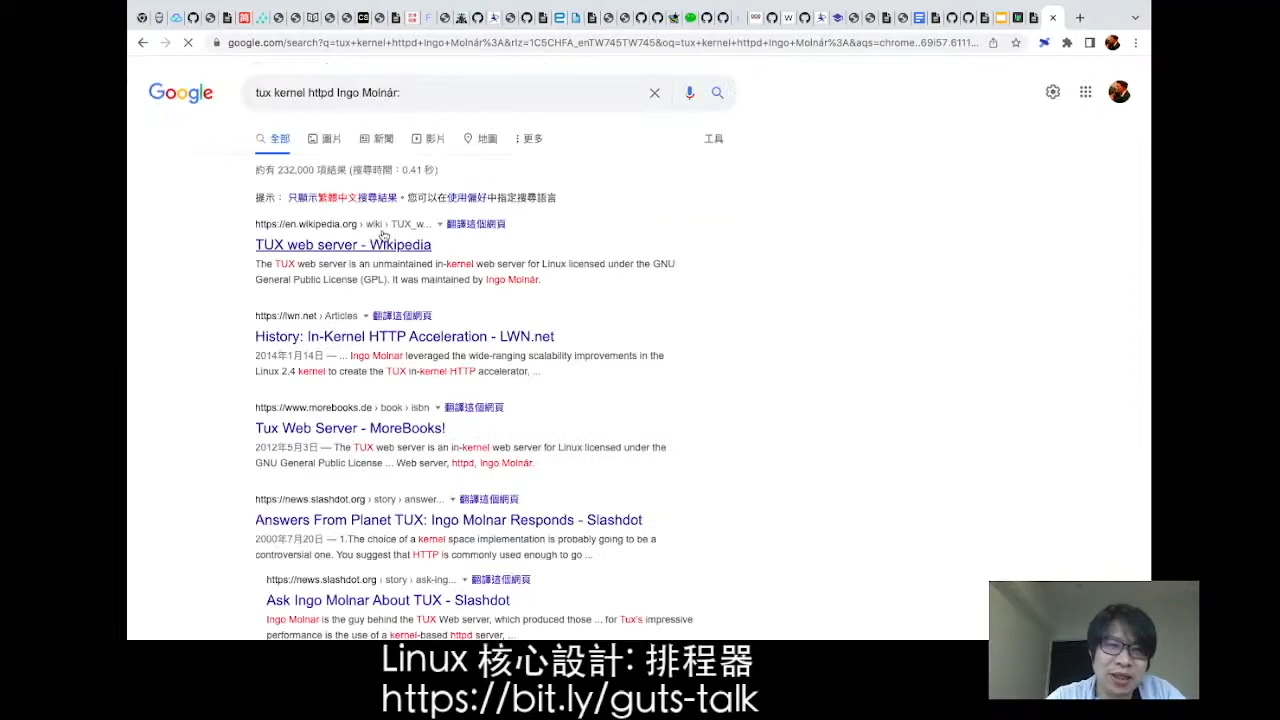 google.com/search?q=tux+kernel+httpd+Ingo+Molnár%3A&rlz=1C5CHFA_enTW745TW745&oq=tux+kernel+httpd+Ingo+Molnár%3A&aqs=chrome..69i57.6111...
Google
tux kernel httpd Ingo Molnár:
全部 圖片 新聞 影片 地圖 更多 工具
約有 232,000 項結果 (搜尋時間:0.41 秒)
提示: 只顯示繁體中文搜尋結果。您可以在使用偏好中指定搜尋語言
https://en.wikipedia.org › wiki › TUX_w... 翻譯這個網頁
TUX web server - Wikipedia
The TUX web server is an unmaintained in-kernel web server for Linux licensed under the GNU
General Public License (GPL). It was maintained by Ingo Molnár.
https://lwn.net › Articles 翻譯這個網頁
History: In-Kernel HTTP Acceleration - LWN.net
2014年1月14日 — ... Ingo Molnar leveraged the wide-ranging scalability improvements in the
Linux 2.4 kernel to create the TUX in-kernel HTTP accelerator, ...
https://www.morebooks.de › book › isbn 翻譯這個網頁
Tux Web Server - MoreBooks!
2012年5月3日 — The TUX web server is an in-kernel web server for Linux licensed under the
GNU General Public License ... Web server, httpd, Ingo Molnár.
https://news.slashdot.org › story › answer... 翻譯這個網頁
Answers From Planet TUX: Ingo Molnar Responds - Slashdot
2000年7月20日 — 1.The choice of a kernel space implementation is probably going to be a
controversial one. You suggest that HTTP is commonly used enough to go ...
https://news.slashdot.org › story › ask-ing... 翻譯這個網頁
Ask Ingo Molnar About TUX - Slashdot
Ingo Molnar is the guy behind the TUX Web server, which produced those ... for Tux's impressive
performance is the use of a kernel-based httpd server, ...
Linux 核心設計: 排程器
https://bit.ly/guts-talk